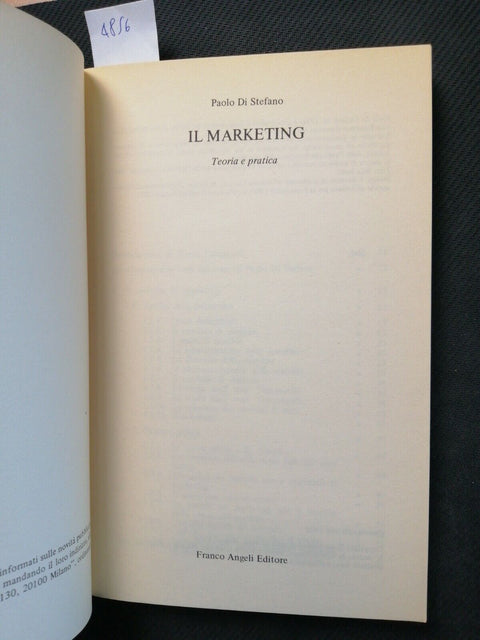 4856
Paolo Di Stefano
IL MARKETING
Teoria e pratica
Franco Angeli Editore
informati sulle novità
mandando il loro indirizzo
130, 20100 Milano"